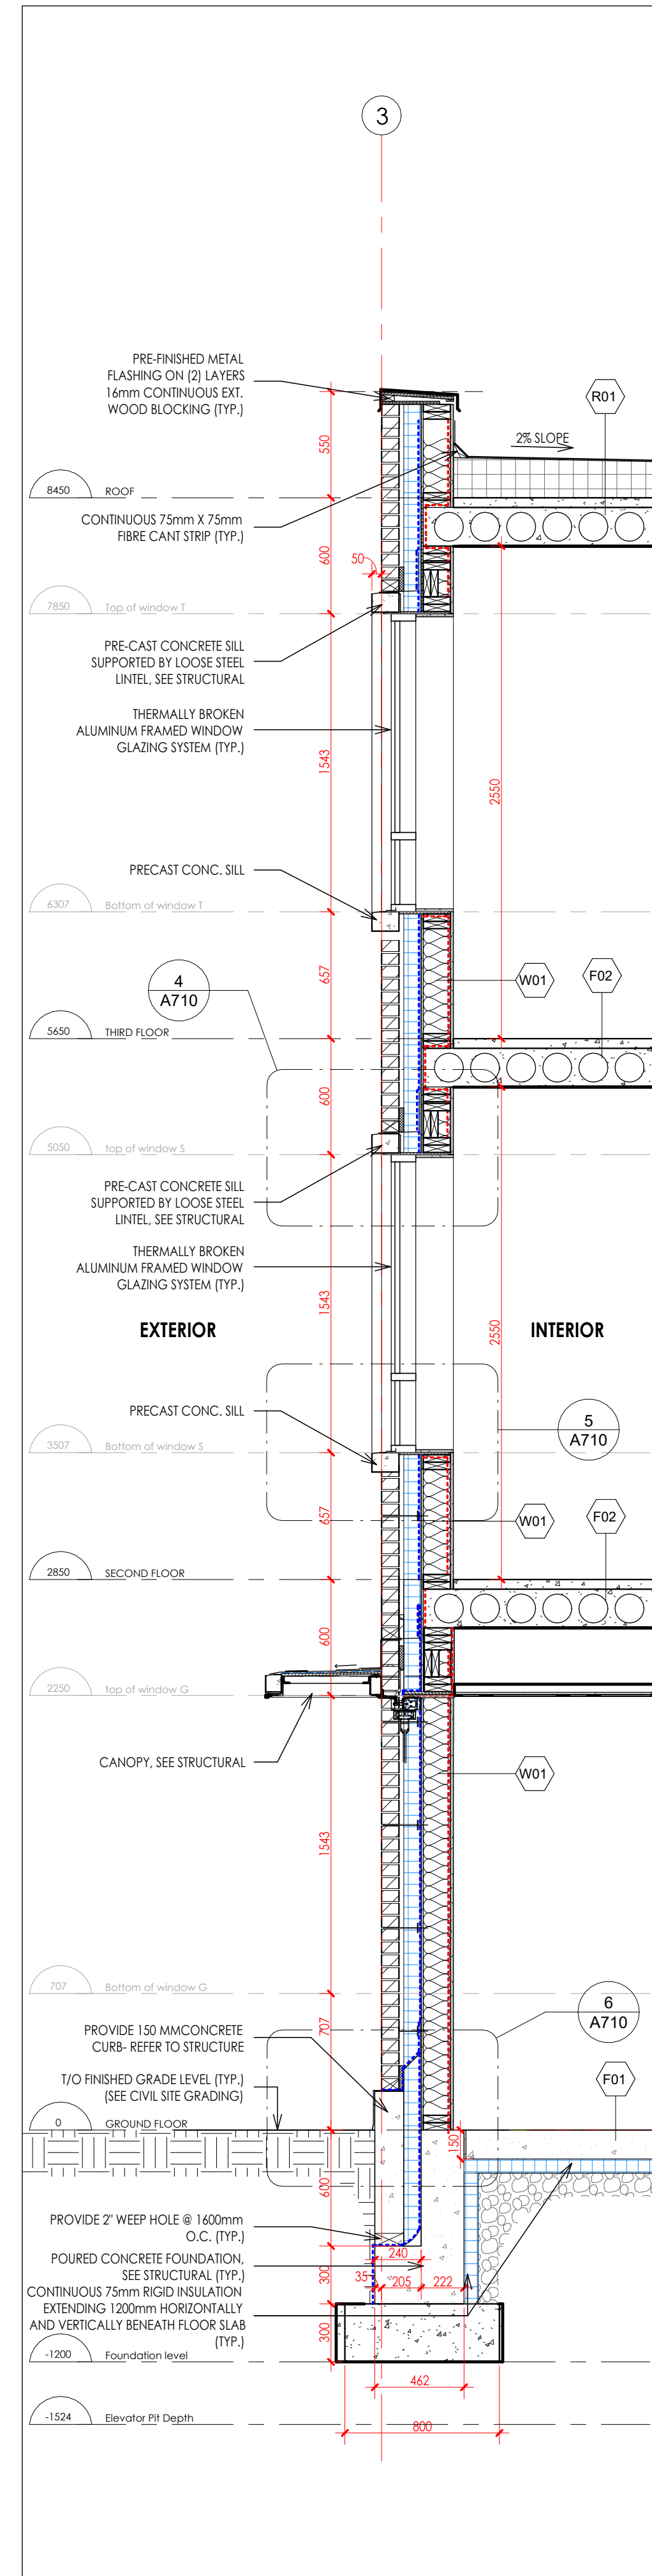 3
PRE-FINISHED METAL
FLASHING ON (2) LAYERS
16mm CONTINUOUS EXT.
WOOD BLOCKING (TYP.)
R01
550
2% SLOPE
8450
ROOF
CONTINUOUS 75mm X 75mm
FIBRE CANT STRIP (TYP.)
600
50
7850
Top of window T
PRE-CAST CONCRETE SILL
SUPPORTED BY LOOSE STEEL
LINTEL, SEE STRUCTURAL
THERMALLY BROKEN
ALUMINUM FRAMED WINDOW
GLAZING SYSTEM (TYP.)
1543
2550
PRECAST CONC. SILL
6307
Bottom of window T
657
4
A710
W01
F02
5650
THIRD FLOOR
600
5050
top of window S
PRE-CAST CONCRETE SILL
SUPPORTED BY LOOSE STEEL
LINTEL, SEE STRUCTURAL
THERMALLY BROKEN
ALUMINUM FRAMED WINDOW
GLAZING SYSTEM (TYP.)
1543
EXTERIOR
INTERIOR
2550
PRECAST CONC. SILL
5
A710
3507
Bottom of window S
657
W01
F02
2850
SECOND FLOOR
600
2250
top of window G
CANOPY, SEE STRUCTURAL
W01
1543
707
Bottom of window G
707
6
A710
PROVIDE 150 MMCONCRETE
CURB- REFER TO STRUCTURE
T/O FINISHED GRADE LEVEL (TYP.)
(SEE CIVIL SITE GRADING)
F01
0
GROUND FLOOR
150
600
PROVIDE 2" WEEP HOLE @ 1600mm
O.C. (TYP.)
240
POURED CONCRETE FOUNDATION,
SEE STRUCTURAL (TYP.)
300
35
205
222
CONTINUOUS 75mm RIGID INSULATION
EXTENDING 1200mm HORIZONTALLY
AND VERTICALLY BENEATH FLOOR SLAB
(TYP.)
300
-1200
Foundation level
462
-1524
Elevator Pit Depth
800